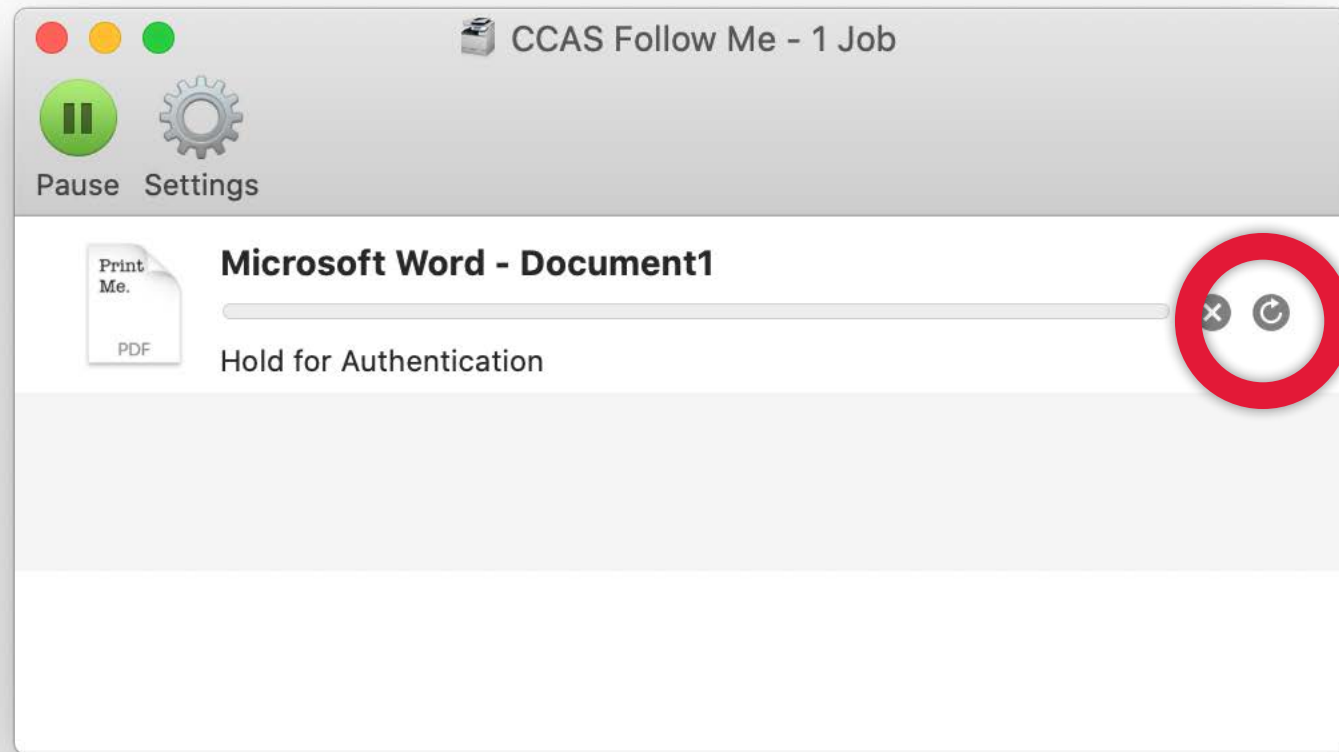 CCAS Follow Me - 1 Job
Pause Settings
Print
Me.
PDF
Microsoft Word - Document1
Hold for Authentication